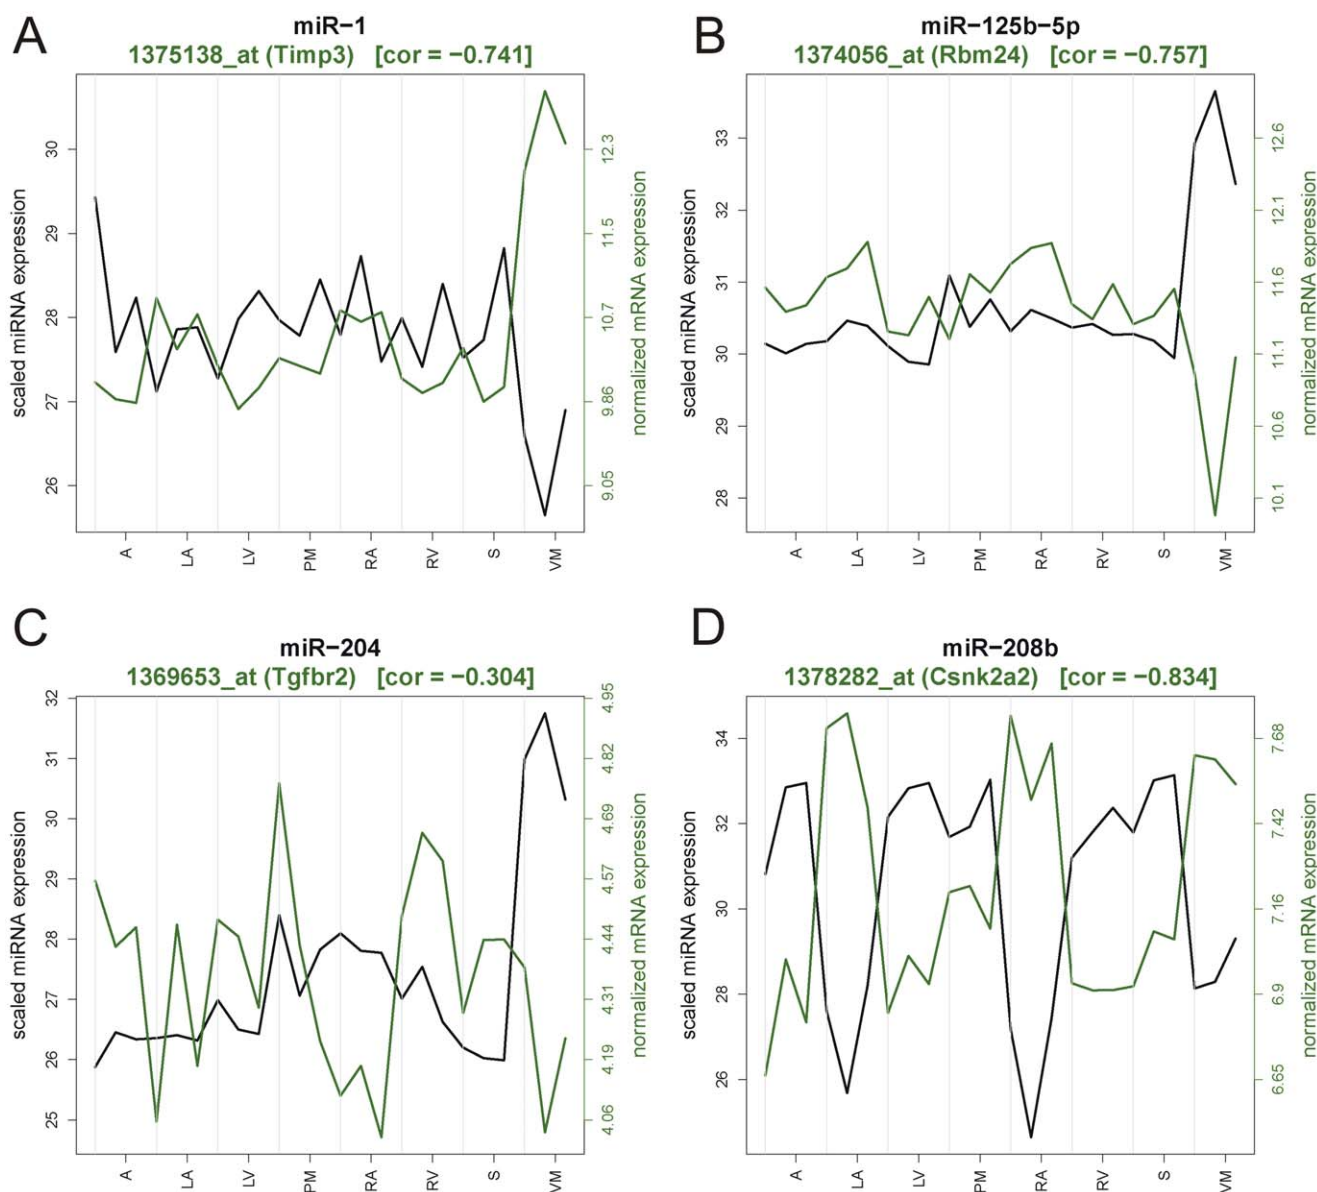 A
miR−1
1375138_at (Timp3) [cor = −0.741]
scaled miRNA expression
30
29
28
27
26
12.3
11.5
10.7
9.86
9.05
normalized mRNA expression
A LA LV PM RA RV S VM
B
miR−125b−5p
1374056_at (Rbm24) [cor = −0.757]
scaled miRNA expression
33
32
31
30
29
28
12.6
12.1
11.6
11.1
10.6
10.1
normalized mRNA expression
A LA LV PM RA RV S VM
C
miR−204
1369653_at (Tgfbr2) [cor = −0.304]
scaled miRNA expression
32
31
30
29
28
27
26
25
4.95
4.82
4.69
4.57
4.44
4.31
4.19
4.06
normalized mRNA expression
A LA LV PM RA RV S VM
D
miR−208b
1378282_at (Csnk2a2) [cor = −0.834]
scaled miRNA expression
34
32
30
28
26
7.68
7.42
7.16
6.9
6.65
normalized mRNA expression
A LA LV PM RA RV S VM